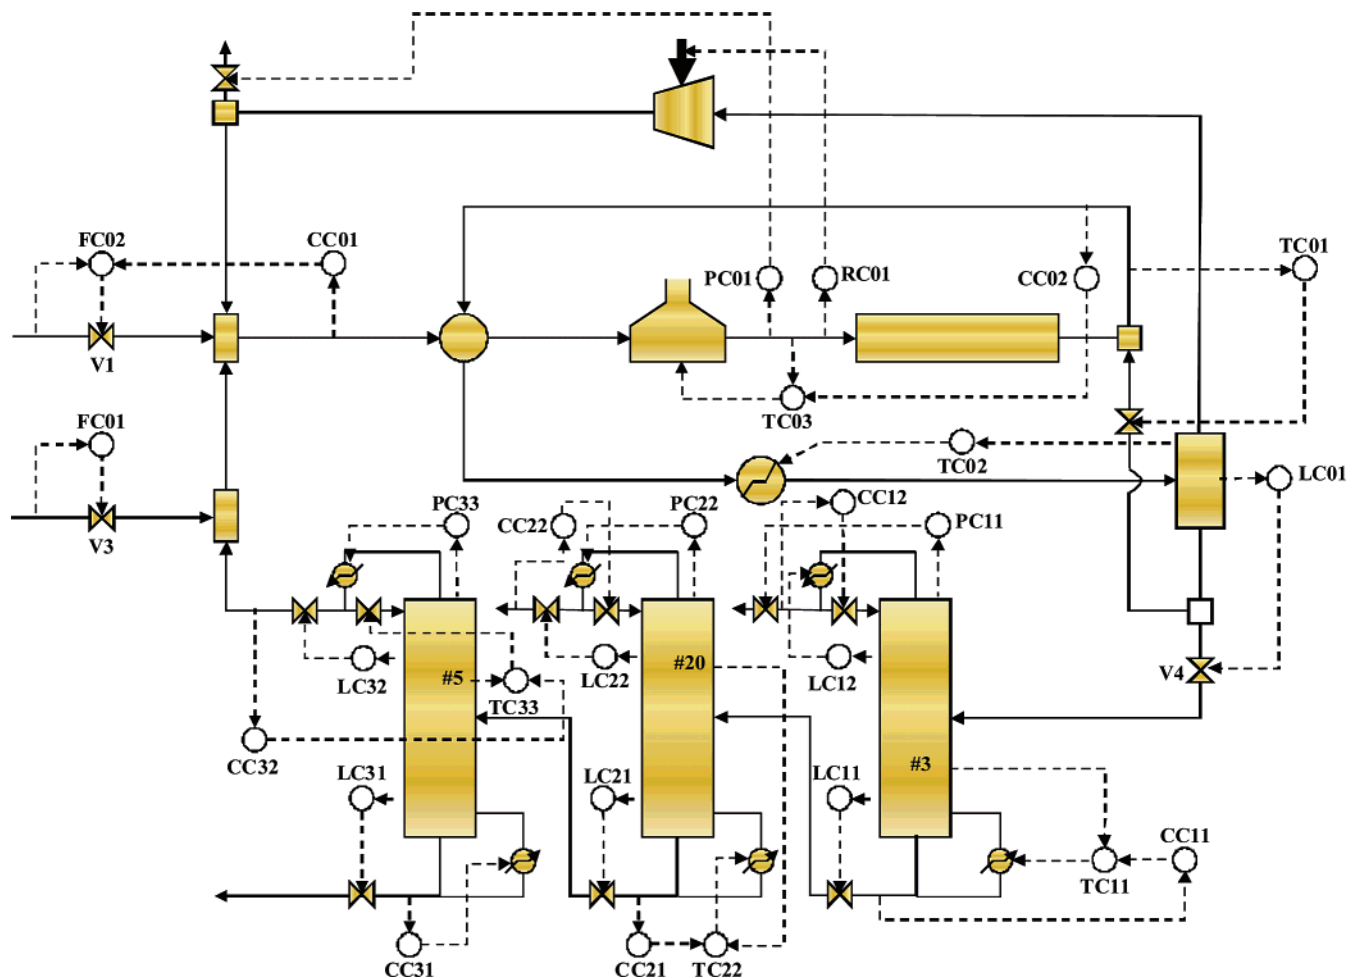 FC02
CC01
TC01
PC01
RC01
CC02
V1
TC03
FC01
TC02
LC01
V3
PC33
CC22
PC22
CC12
PC11
#5
#20
LC32
LC22
LC12
V4
TC33
CC32
#3
LC31
LC21
LC11
CC11
TC11
CC31
CC21
TC22